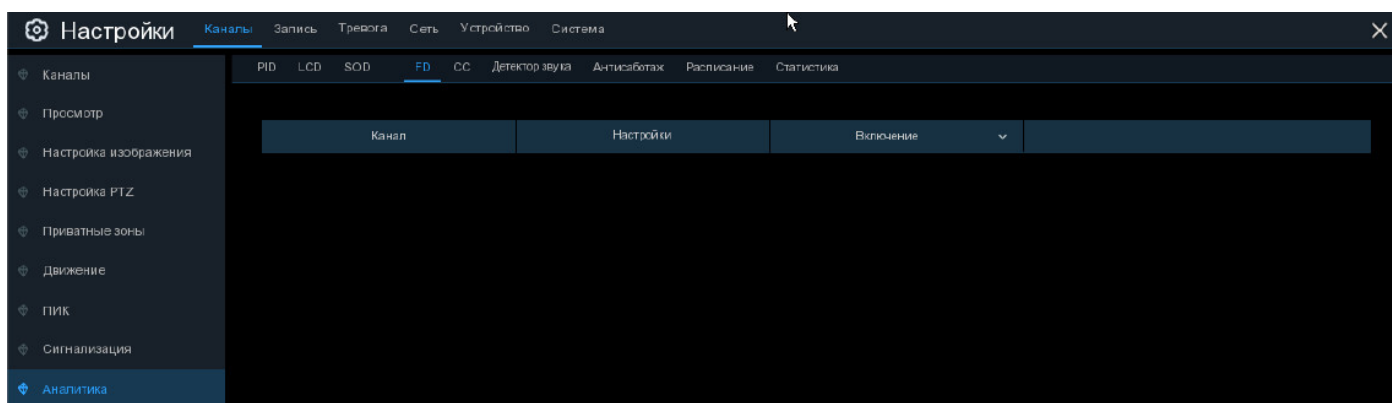 Настройки Каналы Запись Тревога Сеть Устройство Система
PID LCD SOD FD CC Детектор звука Антисаботаж Расписание Статистика
Каналы
Просмотр
Канал Настройки Включение
Настройка изображения
Настройка PTZ
Приватные зоны
Движение
ПИК
Сигнализация
Аналитика